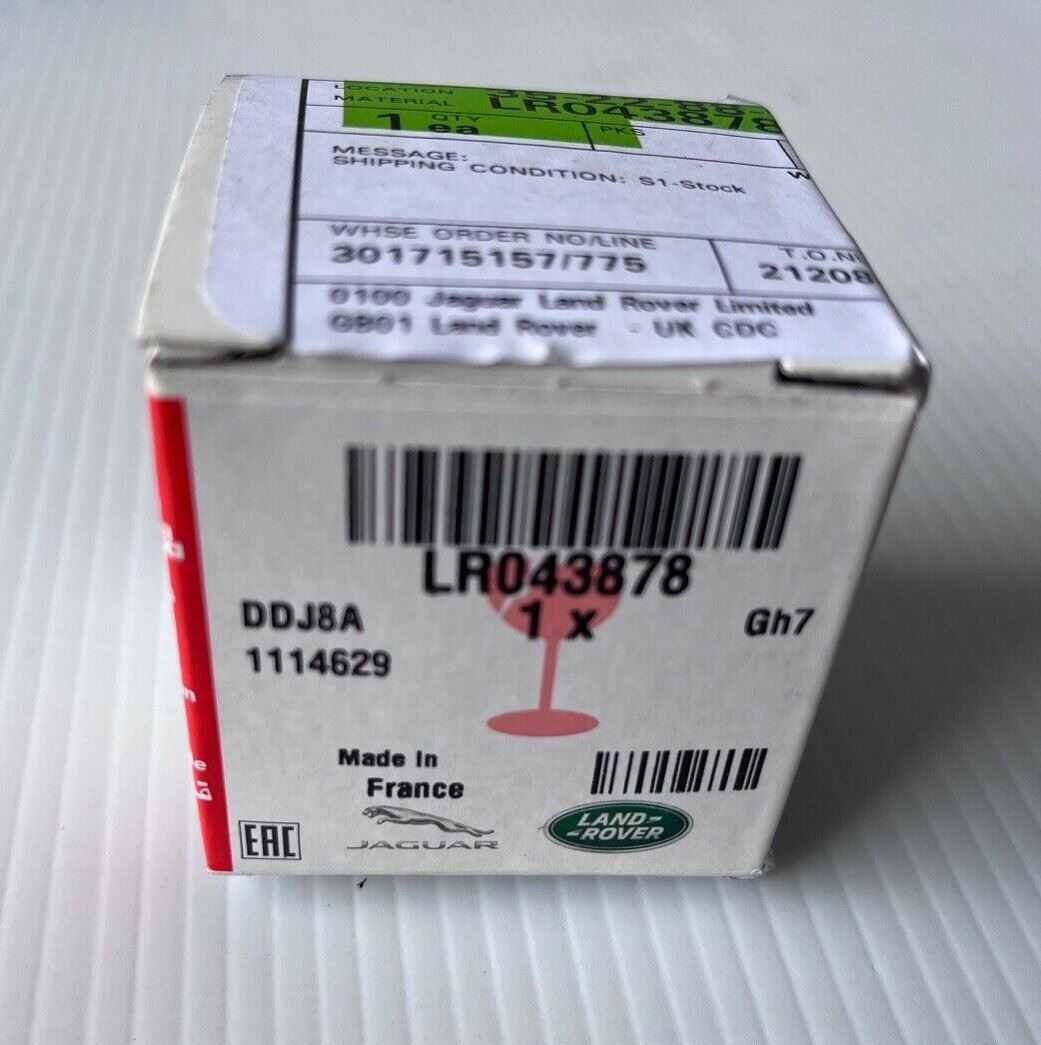 LOCATION
MATERIAL LR043878
QTY
1 ea
PKS
MESSAGE:
SHIPPING CONDITION: S1-Stock
WHSE ORDER NO/LINE
301715157/775
T.O.N
21208
0100 Jaguar Land Rover Limited
GB01 Land Rover - UK CDC
LR043878
DDJ8A
1 x
Gh7
1114629
Made in
France
EAC
JAGUAR
LAND-
-ROVER